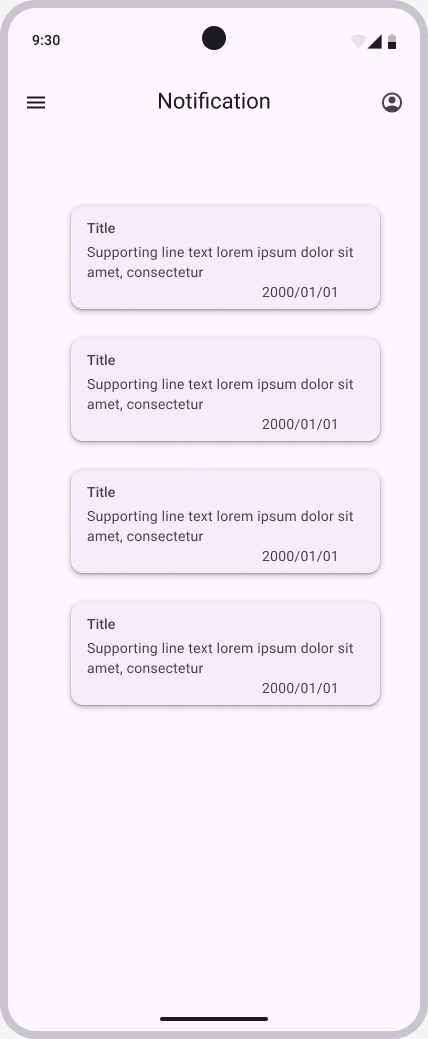 9:30
Notification
Title
Supporting line text lorem ipsum dolor sit
amet, consectetur
2000/01/01
Title
Supporting line text lorem ipsum dolor sit
amet, consectetur
2000/01/01
Title
Supporting line text lorem ipsum dolor sit
amet, consectetur
2000/01/01
Title
Supporting line text lorem ipsum dolor sit
amet, consectetur
2000/01/01